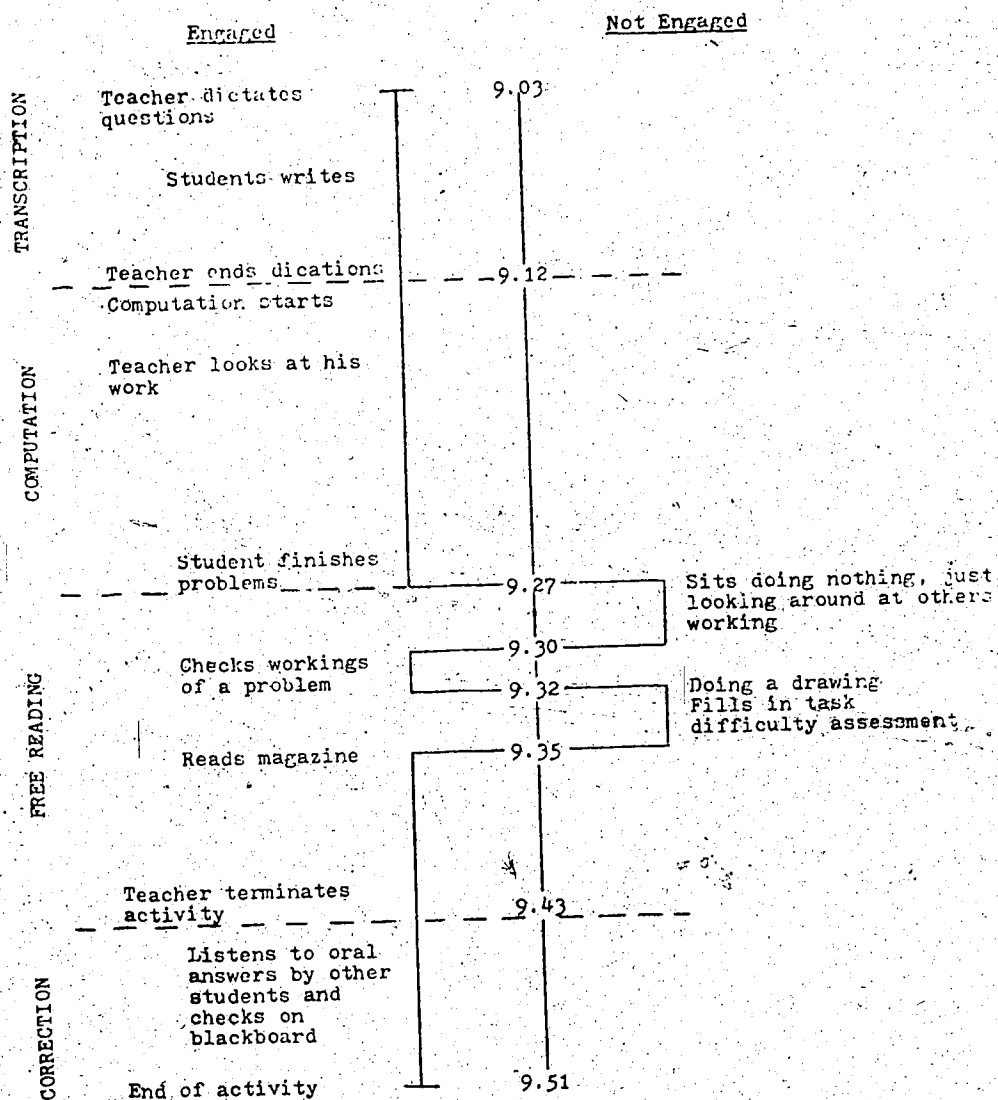 Engaged
Not Engaged
TRANSCRIPTION
Teacher dictates
questions
9.03
Students writes
Teacher ends dications
9.12
Computation starts
COMPUTATION
Teacher looks at his
work
Student finishes
problems
9.27
Sits doing nothing, just
looking around at others
working
9.30
Checks workings
of a problem
9.32
Doing a drawing
Fills in task
difficulty assessment
FREE READING
Reads magazine
9.35
Teacher terminates
activity
9.43
CORRECTION
Listens to oral
answers by other
students and
checks on
blackboard
End of activity
9.51